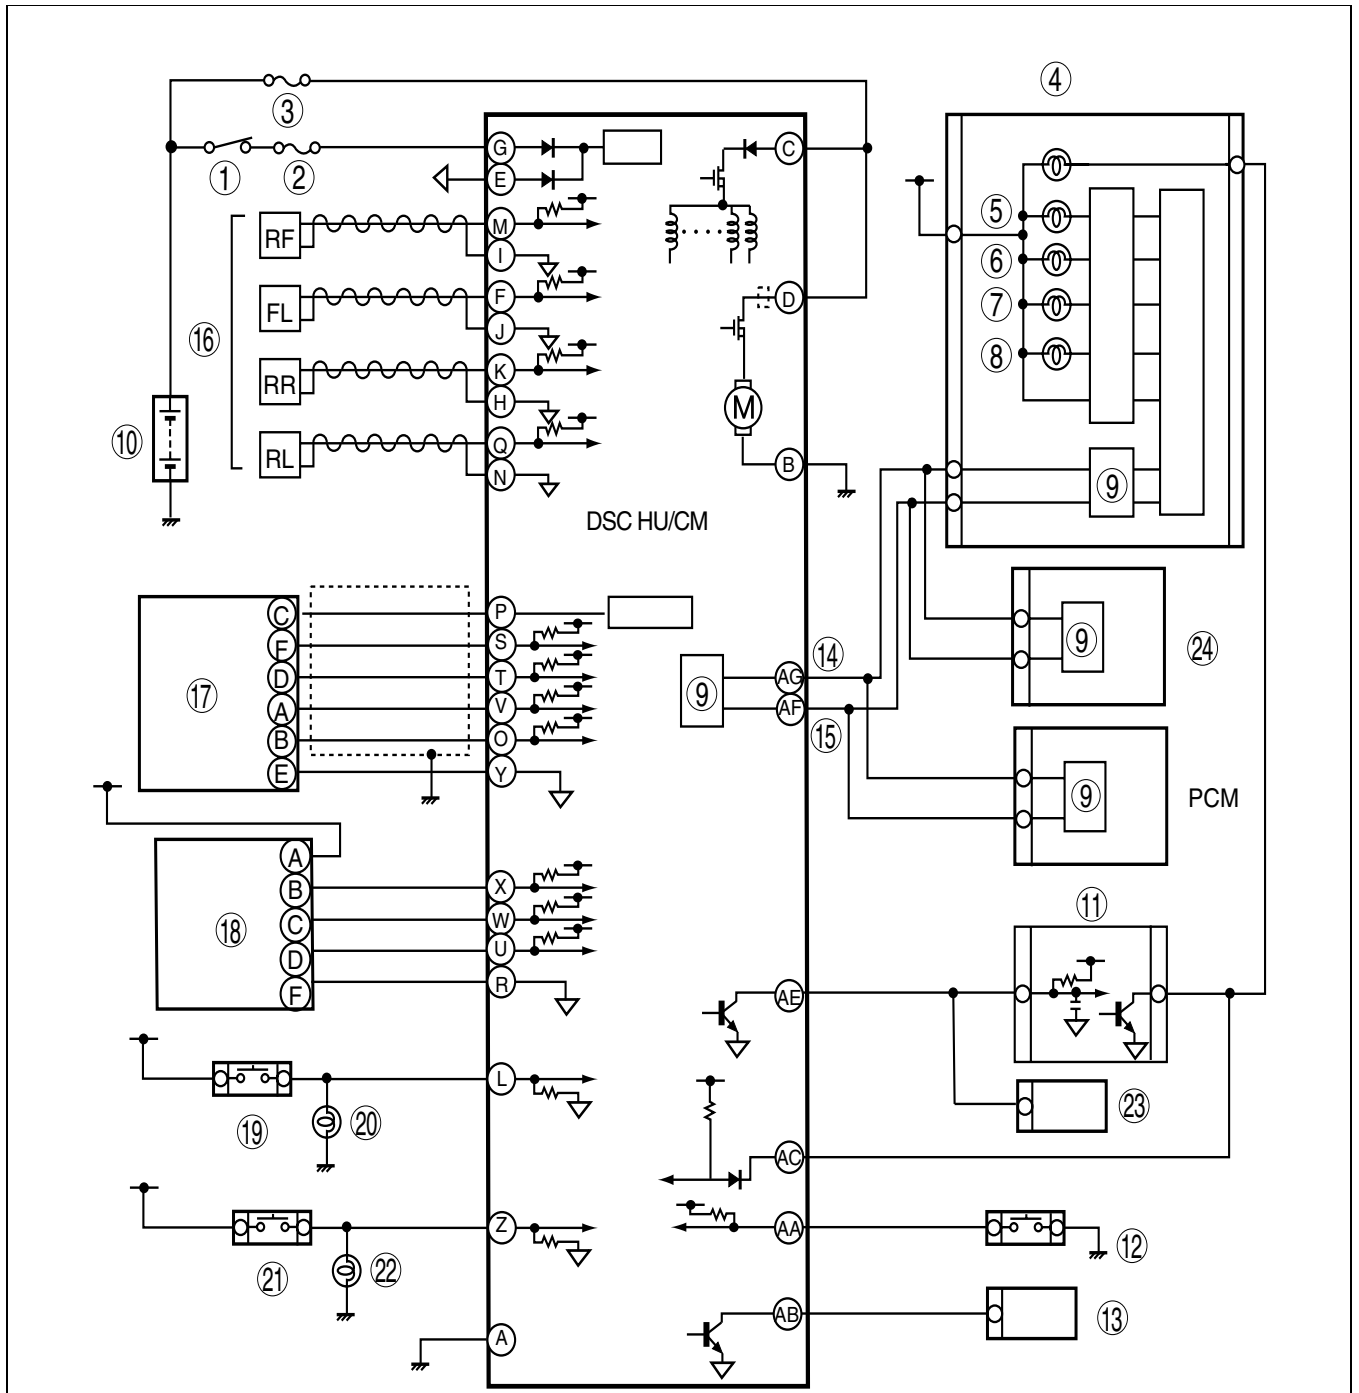 ④
③
G
C
①
②
E
⑤
RF
M
I
⑥
FL
F
D
⑦
⑯
J
⑧
RR
K
H
M
⑩
RL
Q
B
N
⑨
DSC HU/CM
C
P
F
S
⑨
㉔
⑭
⑰
D
T
⑨
AG
A
V
AF
B
O
⑮
E
Y
⑨
PCM
A
B
X
⑪
⑱
C
W
D
U
F
R
AE
L
⑲
⑳
㉓
AC
Z
AA
⑫
㉑
㉒
A
AB
⑬